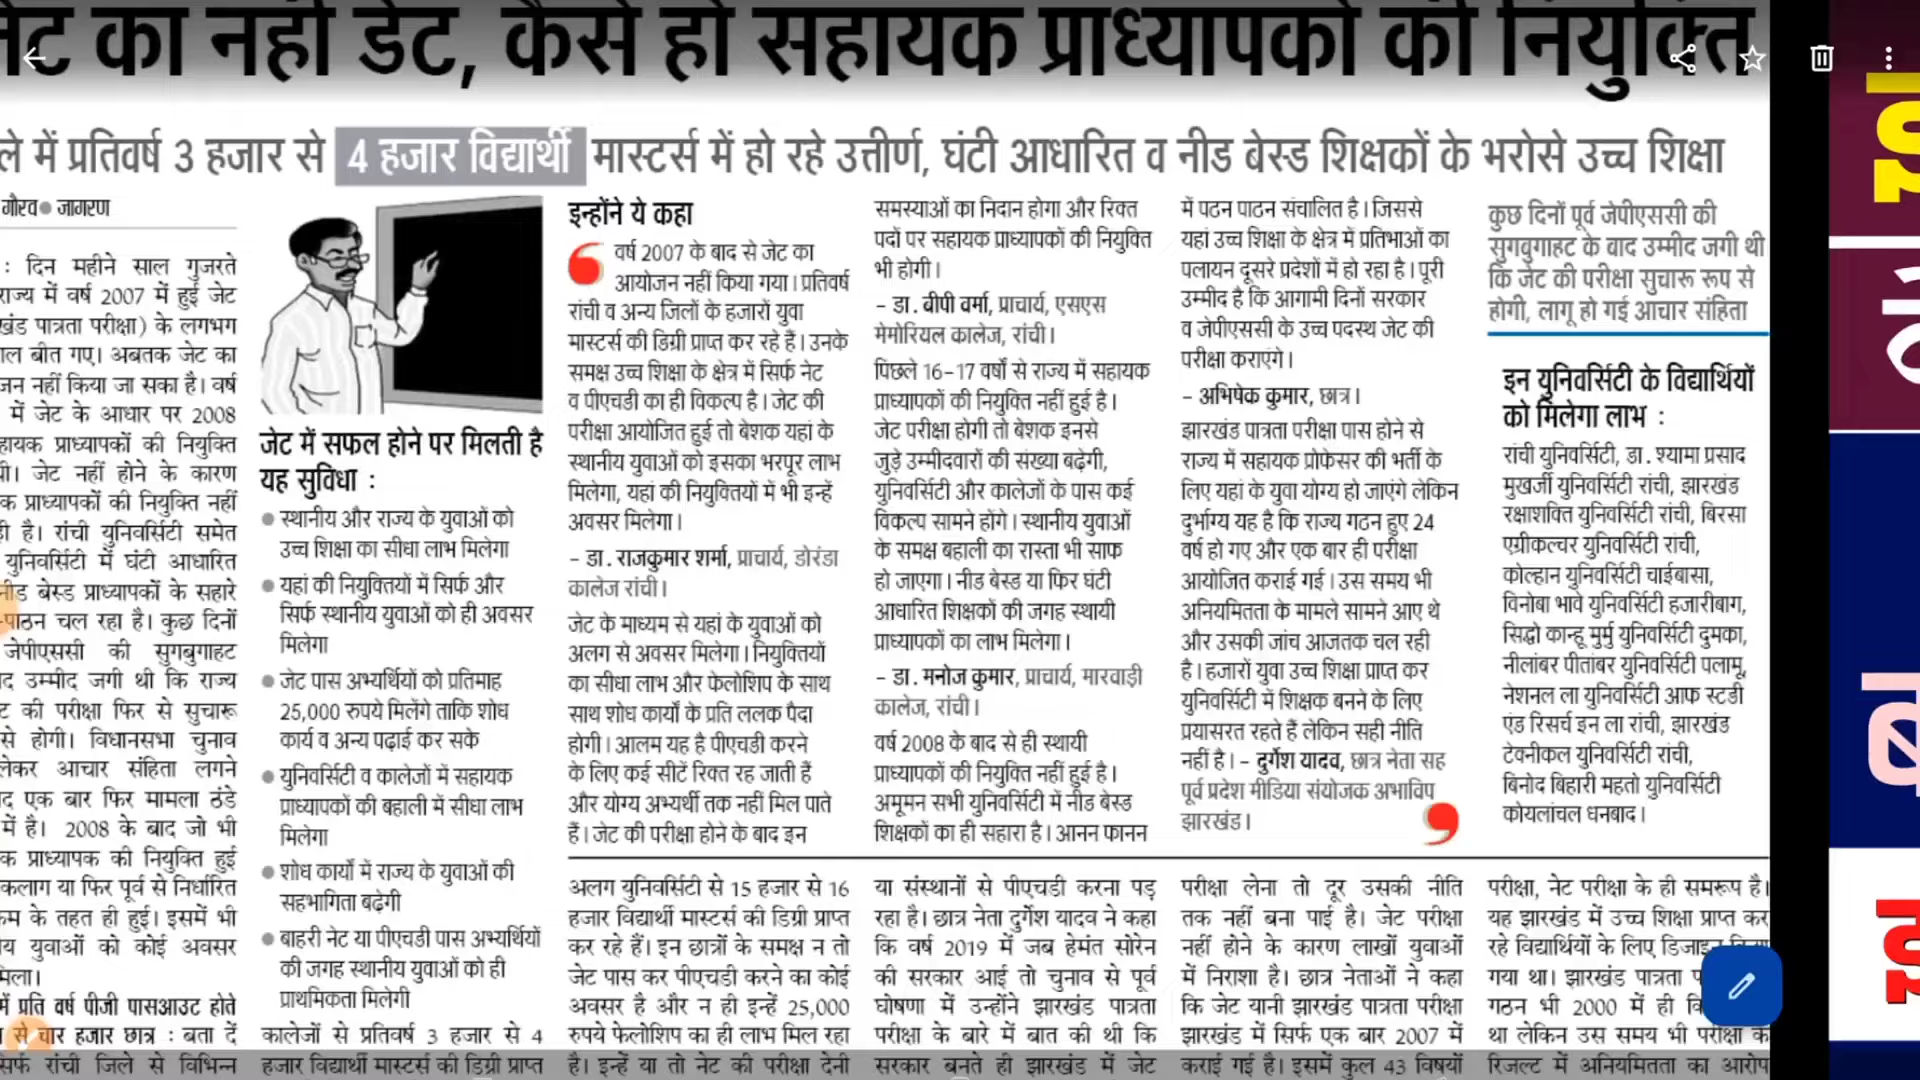 का नहीं डेट, कैसे हो सहायक प्राध्यापकों की नियुक्ति
में प्रतिवर्ष 3 हजार से 4 हजार विद्यार्थी मास्टर्स में हो रहे उत्तीर्ण, घंटी आधारित व नीड बेस्ड शिक्षकों के भरोसे उच्च शिक्षा
गौरव ● जागरण
: दिन महीने साल गुजरते
राज्य में वर्ष 2007 में हुई जेट
पात्रता परीक्षा) के लगभग
बीत गए। अबतक जेट का
नहीं किया जा सका है। वर्ष
में जेट के आधार पर 2008
प्राध्यापकों की नियुक्ति
जेट नहीं होने के कारण
प्राध्यापकों की नियुक्ति नहीं
है। रांची युनिवर्सिटी समेत
युनिवर्सिटी में घंटी आधारित
नीड बेस्ड प्राध्यापकों के सहारे
पाठन चल रहा है। कुछ दिनों
जेपीएससी की सुगबुगाहट
उम्मीद जगी थी कि राज्य
की परीक्षा फिर से सुचारू
से होगी। विधानसभा चुनाव
लेकर आचार संहिता लगने
एक बार फिर मामला ठंडे
में है। 2008 के बाद जो भी
प्राध्यापक की नियुक्ति हुई
या फिर पूर्व से निर्धारित
के तहत ही हुई। इसमें भी
युवाओं को कोई अवसर
में प्रति वर्ष पीजी पासआउट होते
से चार हजार छात्र : बता दें
रांची जिले से विभिन्न
जेट में सफल होने पर मिलती है
यह सुविधा :
● स्थानीय और राज्य के युवाओं को
उच्च शिक्षा का सीधा लाभ मिलेगा
● यहां की नियुक्तियों में सिर्फ और
सिर्फ स्थानीय युवाओं को ही अवसर
मिलेगा
● जेट पास अभ्यर्थियों को प्रतिमाह
25,000 रुपये मिलेंगे ताकि शोध
कार्य व अन्य पढ़ाई कर सके
● युनिवर्सिटी व कालेजों में सहायक
प्राध्यापकों की बहाली में सीधा लाभ
मिलेगा
● शोध कार्यों में राज्य के युवाओं की
सहभागिता बढ़ेगी
● बाहरी नेट या पीएचडी पास अभ्यर्थियों
की जगह स्थानीय युवाओं को ही
प्राथमिकता मिलेगी
कालेजों से प्रतिवर्ष 3 हजार से 4
हजार विद्यार्थी मास्टर्स की डिग्री प्राप्त
इन्होंने ये कहा
वर्ष 2007 के बाद से जेट का
आयोजन नहीं किया गया। प्रतिवर्ष
रांची व अन्य जिलों के हजारों युवा
मास्टर्स की डिग्री प्राप्त कर रहे हैं। उनके
समक्ष उच्च शिक्षा के क्षेत्र में सिर्फ नेट
व पीएचडी का ही विकल्प है। जेट की
परीक्षा आयोजित हुई तो बेशक यहां के
स्थानीय युवाओं को इसका भरपूर लाभ
मिलेगा, यहां की नियुक्तियों में भी इन्हें
अवसर मिलेगा।
– डा. राजकुमार शर्मा, प्राचार्य, डोरंडा
कालेज रांची।
जेट के माध्यम से यहां के युवाओं को
अलग से अवसर मिलेगा। नियुक्तियों
का सीधा लाभ और फेलोशिप के साथ
साथ शोध कार्यों के प्रति ललक पैदा
होगी। आलम यह है पीएचडी करने
के लिए कई सीटें रिक्त रह जाती हैं
और योग्य अभ्यर्थी तक नहीं मिल पाते
हैं। जेट की परीक्षा होने के बाद इन
समस्याओं का निदान होगा और रिक्त
पदों पर सहायक प्राध्यापकों की नियुक्ति
भी होगी।
– डा. बीपी वर्मा, प्राचार्य, एसएस
मेमोरियल कालेज, रांची।
पिछले 16-17 वर्षों से राज्य में सहायक
प्राध्यापकों की नियुक्ति नहीं हुई है।
जेट परीक्षा होगी तो बेशक इनसे
जुड़े उम्मीदवारों की संख्या बढ़ेगी,
युनिवर्सिटी और कालेजों के पास कई
विकल्प सामने होंगे। स्थानीय युवाओं
के समक्ष बहाली का रास्ता भी साफ
हो जाएगा। नीड बेस्ड या फिर घंटी
आधारित शिक्षकों की जगह स्थायी
प्राध्यापकों का लाभ मिलेगा।
– डा. मनोज कुमार, प्राचार्य, मारवाड़ी
कालेज, रांची।
वर्ष 2008 के बाद से ही स्थायी
प्राध्यापकों की नियुक्ति नहीं हुई है।
अमूमन सभी युनिवर्सिटी में नीड बेस्ड
शिक्षकों का ही सहारा है। आनन फानन
में पठन पाठन संचालित है। जिससे
यहां उच्च शिक्षा के क्षेत्र में प्रतिभाओं का
पलायन दूसरे प्रदेशों में हो रहा है। पूरी
उम्मीद है कि आगामी दिनों सरकार
व जेपीएससी के उच्च पदस्थ जेट की
परीक्षा कराएंगे।
– अभिषेक कुमार, छात्र।
झारखंड पात्रता परीक्षा पास होने से
राज्य में सहायक प्रोफेसर की भर्ती के
लिए यहां के युवा योग्य हो जाएंगे लेकिन
दुर्भाग्य यह है कि राज्य गठन हुए 24
वर्ष हो गए और एक बार ही परीक्षा
आयोजित कराई गई। उस समय भी
अनियमितता के मामले सामने आए थे
और उसकी जांच आजतक चल रही
है। हजारों युवा उच्च शिक्षा प्राप्त कर
युनिवर्सिटी में शिक्षक बनने के लिए
प्रयासरत रहते हैं लेकिन सही नीति
नहीं है। – दुर्गेश यादव, छात्र नेता सह
पूर्व प्रदेश मीडिया संयोजक अभाविप
झारखंड।
कुछ दिनों पूर्व जेपीएससी की
सुगबुगाहट के बाद उम्मीद जगी थी
कि जेट की परीक्षा सुचारू रूप से
होगी, लागू हो गई आचार संहिता
इन युनिवर्सिटी के विद्यार्थियों
को मिलेगा लाभ :
रांची युनिवर्सिटी, डा. श्यामा प्रसाद
मुखर्जी युनिवर्सिटी रांची, झारखंड
रक्षाशक्ति युनिवर्सिटी रांची, बिरसा
एग्रीकल्चर युनिवर्सिटी रांची,
कोल्हान युनिवर्सिटी चाईबासा,
विनोबा भावे युनिवर्सिटी हजारीबाग,
सिद्धो कान्हू मुर्मु युनिवर्सिटी दुमका,
नीलांबर पीतांबर युनिवर्सिटी पलामू,
नेशनल ला युनिवर्सिटी आफ स्टडी
एंड रिसर्च इन ला रांची, झारखंड
टेक्नीकल युनिवर्सिटी रांची,
बिनोद बिहारी महतो युनिवर्सिटी
कोयलांचल धनबाद।
अलग युनिवर्सिटी से 15 हजार से 16
हजार विद्यार्थी मास्टर्स की डिग्री प्राप्त
कर रहे हैं। इन छात्रों के समक्ष न तो
जेट पास कर पीएचडी करने का कोई
अवसर है और न ही इन्हें 25,000
रुपये फेलोशिप का ही लाभ मिल रहा
है। इन्हें या तो नेट की परीक्षा देनी
या संस्थानों से पीएचडी करना पड़
रहा है। छात्र नेता दुर्गेश यादव ने कहा
कि वर्ष 2019 में जब हेमंत सोरेन
की सरकार आई तो चुनाव से पूर्व
घोषणा में उन्होंने झारखंड पात्रता
परीक्षा के बारे में बात की थी कि
सरकार बनते ही झारखंड में जेट
परीक्षा लेना तो दूर उसकी नीति
तक नहीं बना पाई है। जेट परीक्षा
नहीं होने के कारण लाखों युवाओं
में निराशा है। छात्र नेताओं ने कहा
कि जेट यानी झारखंड पात्रता परीक्षा
झारखंड में सिर्फ एक बार 2007 में
कराई गई है। इसमें कुल 43 विषयों
परीक्षा, नेट परीक्षा के ही समरूप है।
यह झारखंड में उच्च शिक्षा प्राप्त कर
रहे विद्यार्थियों के लिए डिजाइन किया
गया था। झारखंड पात्रता
गठन भी 2000 में ही
था लेकिन उस समय भी परीक्षा के
रिजल्ट में अनियमितता का आरोप